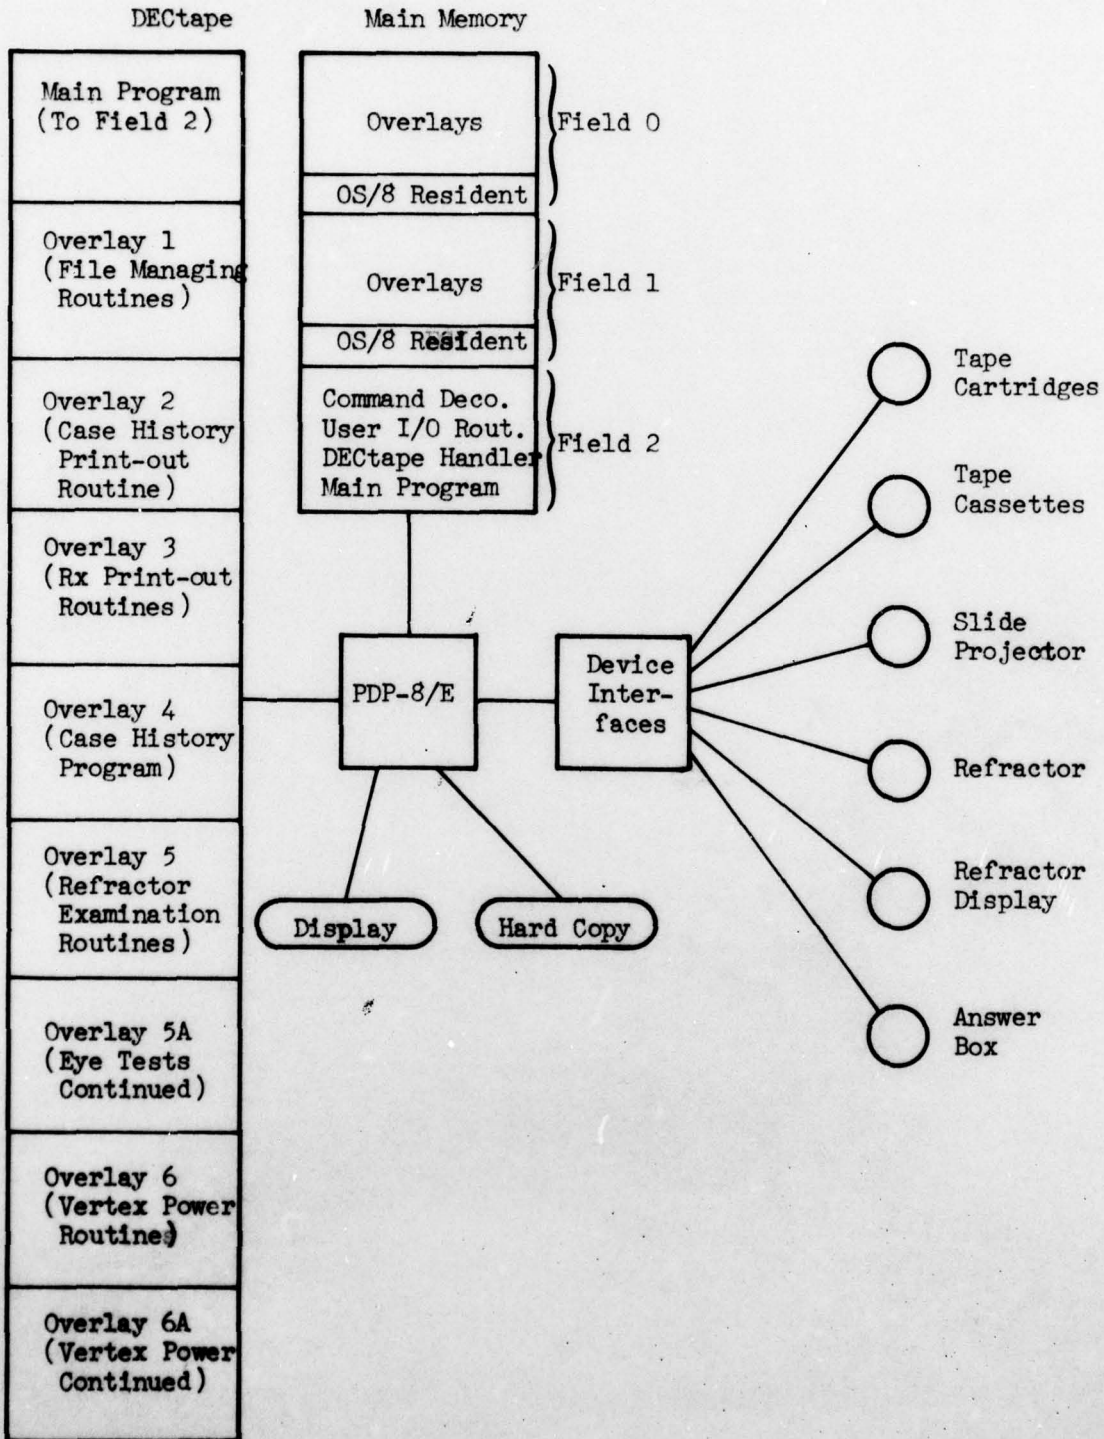 DECtape
Main Program
(To Field 2)
Overlay 1
(File Managing
Routines)
Overlay 2
(Case History
Print-out
Routine)
Overlay 3
(Rx Print-out
Routines)
Overlay 4
(Case History
Program)
Overlay 5
(Refractor
Examination
Routines)
Overlay 5A
(Eye Tests
Continued)
Overlay 6
(Vertex Power
Routines)
Overlay 6A
(Vertex Power
Continued)
Main Memory
Overlays
Field 0
OS/8 Resident
Overlays
Field 1
OS/8 Resident
Command Deco.
User I/O Rout.
DECtape Handler
Main Program
Field 2
PDP-8/E
Device
Inter-
faces
Display
Hard Copy
Tape
Cartridges
Tape
Cassettes
Slide
Projector
Refractor
Refractor
Display
Answer
Box